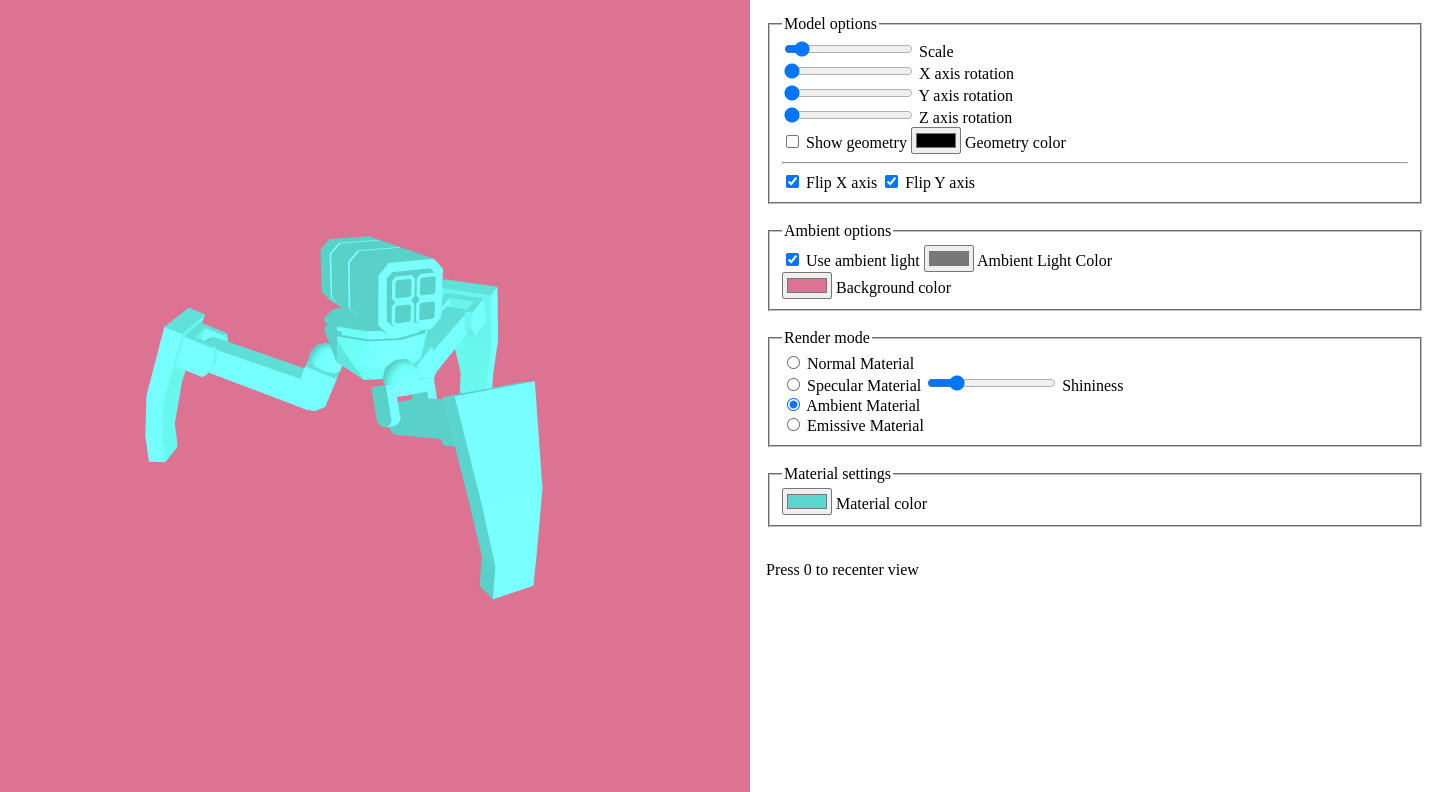 Model options
Scale
X axis rotation
Y axis rotation
Z axis rotation
Show geometry Geometry color
Flip X axis Flip Y axis
Ambient options
Use ambient light Ambient Light Color
Background color
Render mode
Normal Material
Specular Material Shininess
Ambient Material
Emissive Material
Material settings
Material color
Press 0 to recenter view